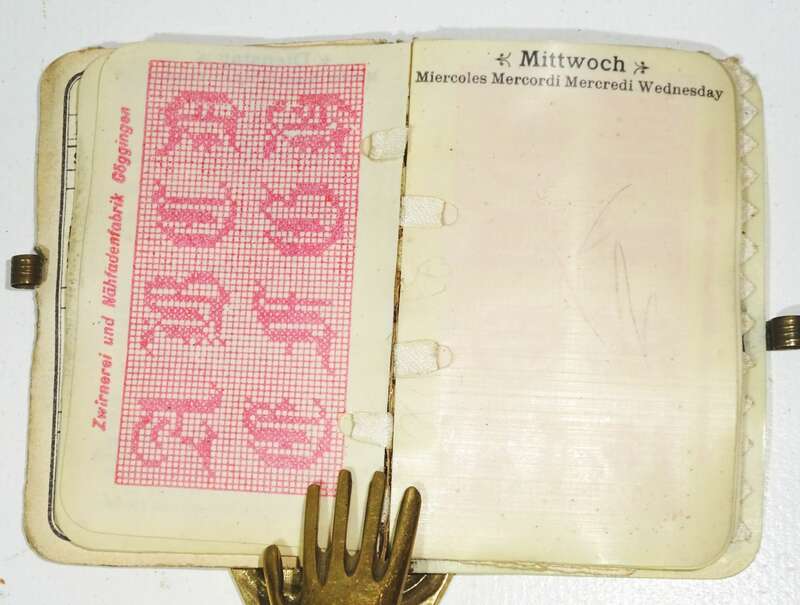 Zwirnerei und Nähfadenfabrik Göggingen
A B C D
E F G H
Mittwoch
Miercoles Mercordi Mercredi Wednesday